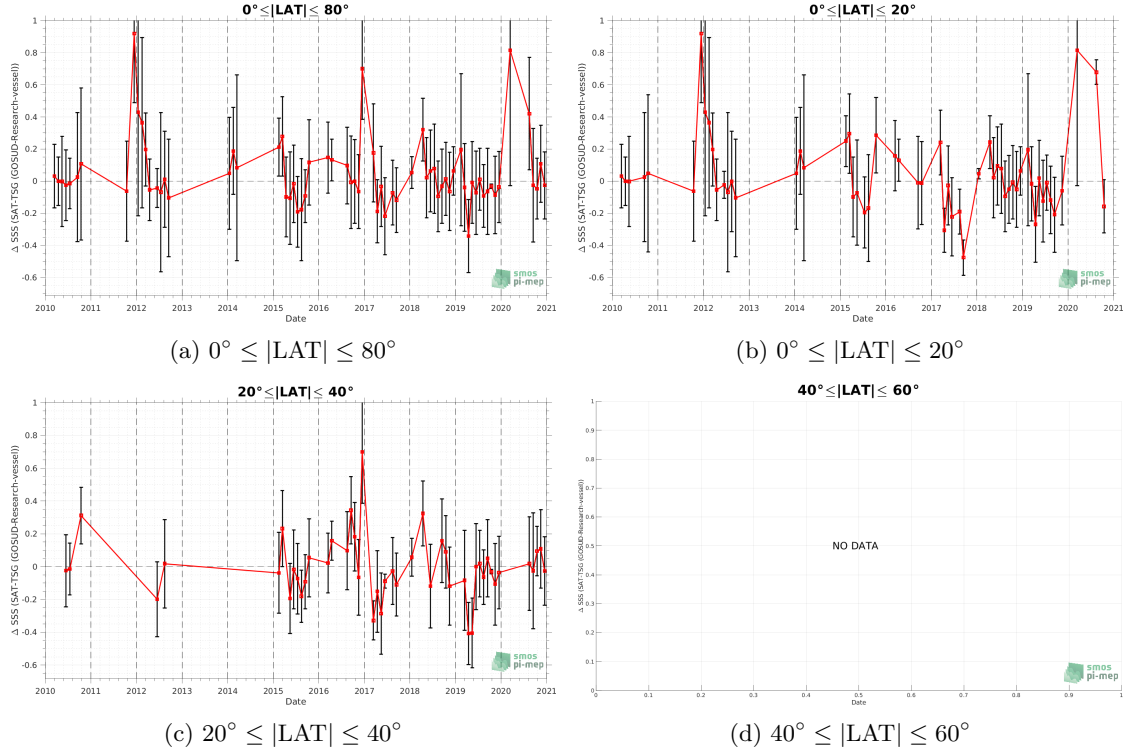 0°≤|LAT|≤ 80°
Δ SSS (SAT-TSG (GOSUD-Research-vessel))
1
0.8
0.6
0.4
0.2
0
-0.2
-0.4
-0.6
2010 2011 2012 2013 2014 2015 2016 2017 2018 2019 2020 2021
Date
smos
pi-mep
(a) 0° ≤ |LAT| ≤ 80°
0°≤|LAT|≤ 20°
Δ SSS (SAT-TSG (GOSUD-Research-vessel))
1
0.8
0.6
0.4
0.2
0
-0.2
-0.4
-0.6
2010 2011 2012 2013 2014 2015 2016 2017 2018 2019 2020 2021
Date
smos
pi-mep
(b) 0° ≤ |LAT| ≤ 20°
20°≤|LAT|≤ 40°
Δ SSS (SAT-TSG (GOSUD-Research-vessel))
1
0.8
0.6
0.4
0.2
0
-0.2
-0.4
-0.6
2010 2011 2012 2013 2014 2015 2016 2017 2018 2019 2020 2021
Date
smos
pi-mep
(c) 20° ≤ |LAT| ≤ 40°
40°≤|LAT|≤ 60°
Δ SSS (SAT-TSG (GOSUD-Research-vessel))
1
0.9
0.8
0.7
0.6
0.5
0.4
0.3
0.2
0.1
0
NO DATA
0 0.1 0.2 0.3 0.4 0.5 0.6 0.7 0.8 0.9 1
Date
smos
pi-mep
(d) 40° ≤ |LAT| ≤ 60°